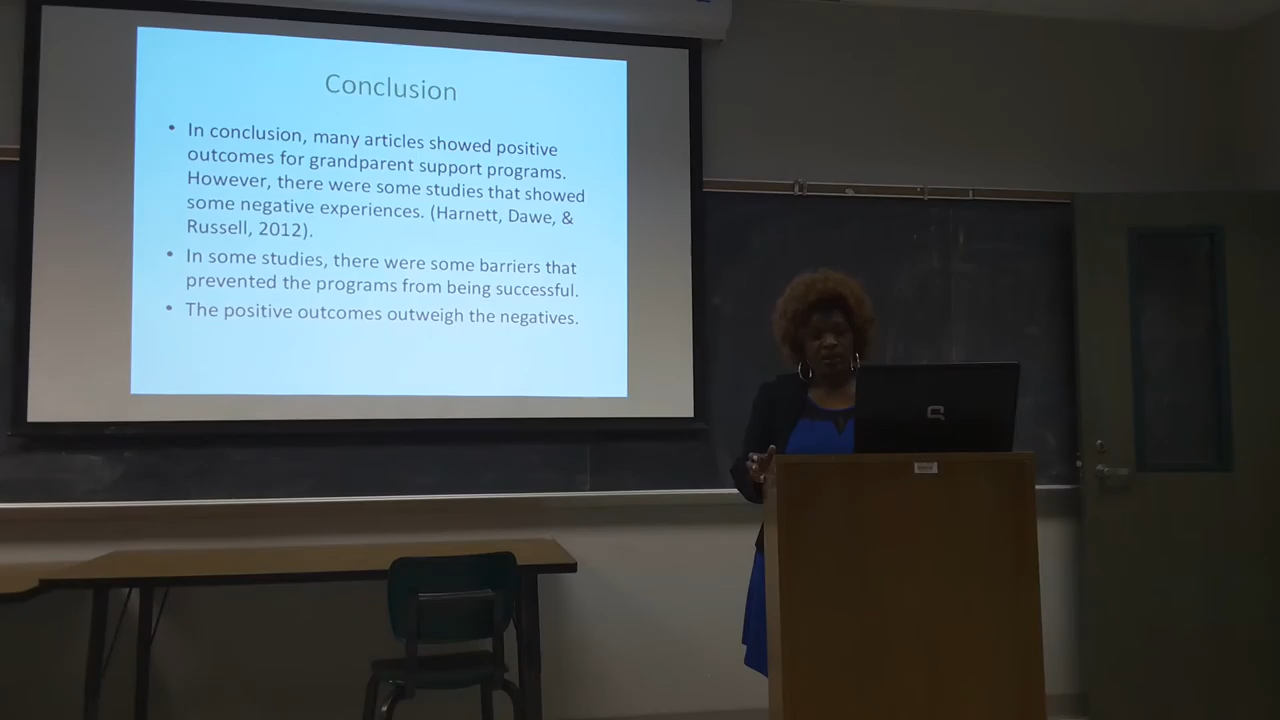 Conclusion
• In conclusion, many articles showed positive
outcomes for grandparent support programs.
However, there were some studies that showed
some negative experiences. (Harnett, Dawe, &
Russell, 2012).
• In some studies, there were some barriers that
prevented the programs from being successful.
• The positive outcomes outweigh the negatives.